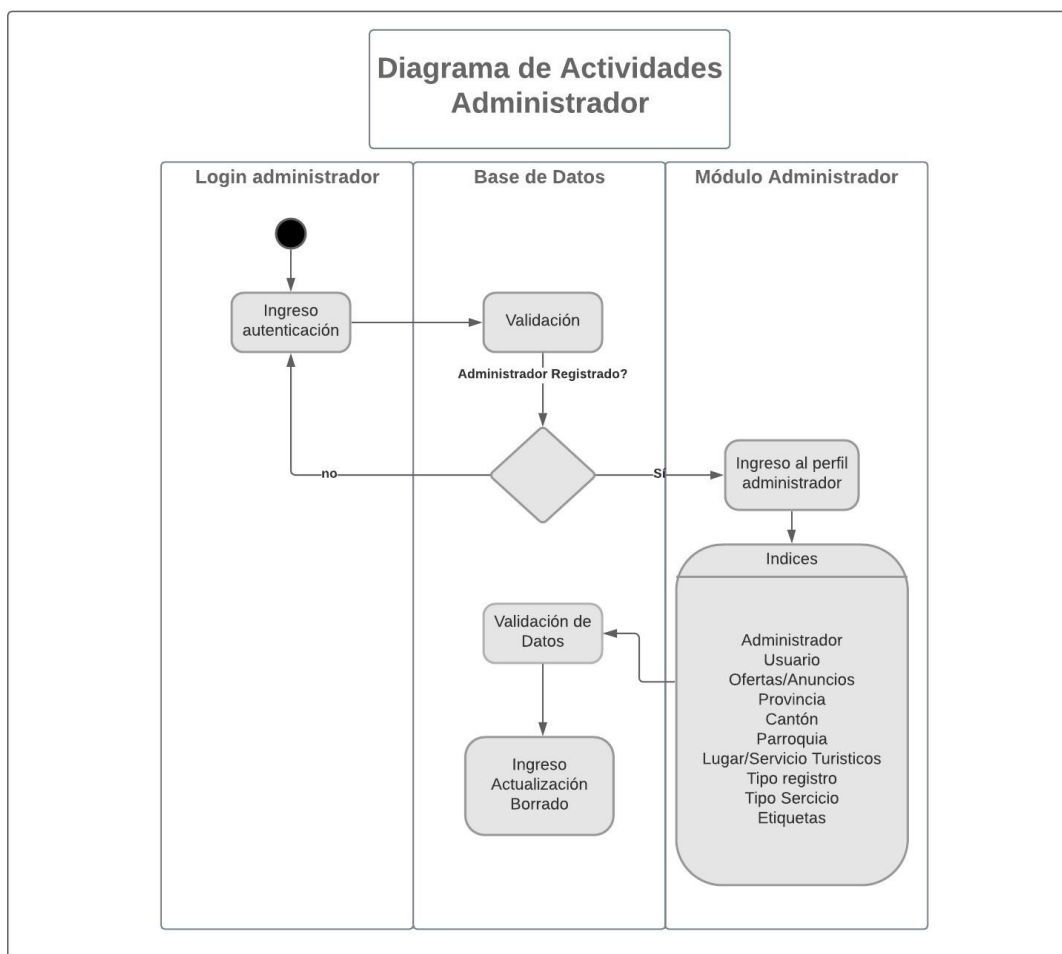 Diagrama de Actividades
Administrador
Login administrador
Base de Datos
Módulo Administrador
Ingreso
autenticación
Validación
Administrador Registrado?
no
Sí
Ingreso al perfil
administrador
Indices
Administrador
Usuario
Ofertas/Anuncios
Provincia
Cantón
Parroquia
Lugar/Servicio Turisticos
Tipo registro
Tipo Sercicio
Etiquetas
Validación de
Datos
Ingreso
Actualización
Borrado